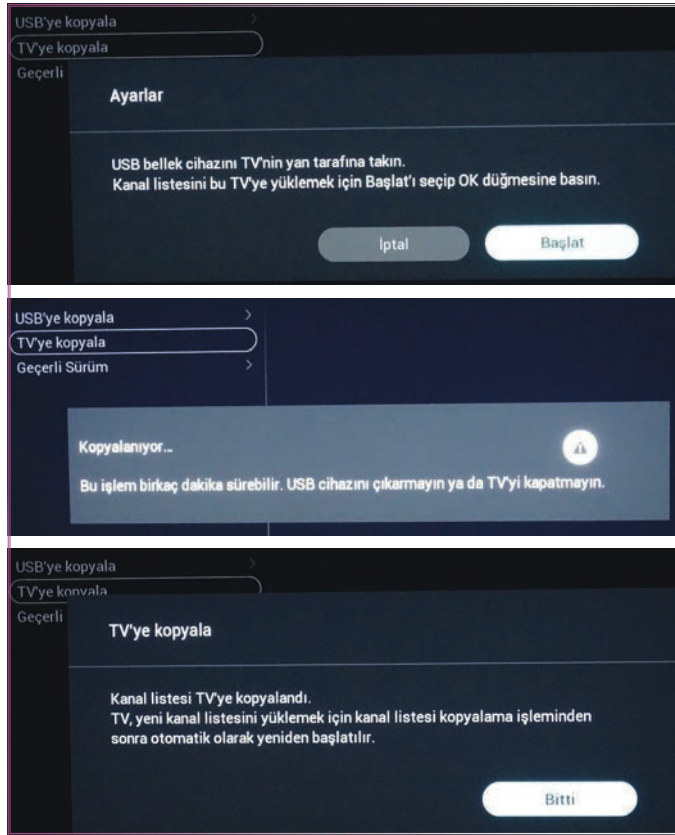 USB'ye kopyala
TV'ye kopyala
Geçerli
Ayarlar
USB bellek cihazını TV'nin yan tarafına takın.
Kanal listesini bu TV'ye yüklemek için Başlat'ı seçip OK düğmesine basın.
İptal
Başlat
USB'ye kopyala
TV'ye kopyala
Geçerli Sürüm
Kopyalanıyor...
Bu işlem birkaç dakika sürebilir. USB cihazını çıkarmayın ya da TV'yi kapatmayın.
USB'ye kopyala
TV'ye kopyala
Geçerli
TV'ye kopyala
Kanal listesi TV'ye kopyalandı.
TV, yeni kanal listesini yüklemek için kanal listesi kopyalama işleminden
sonra otomatik olarak yeniden başlatılır.
Bitti